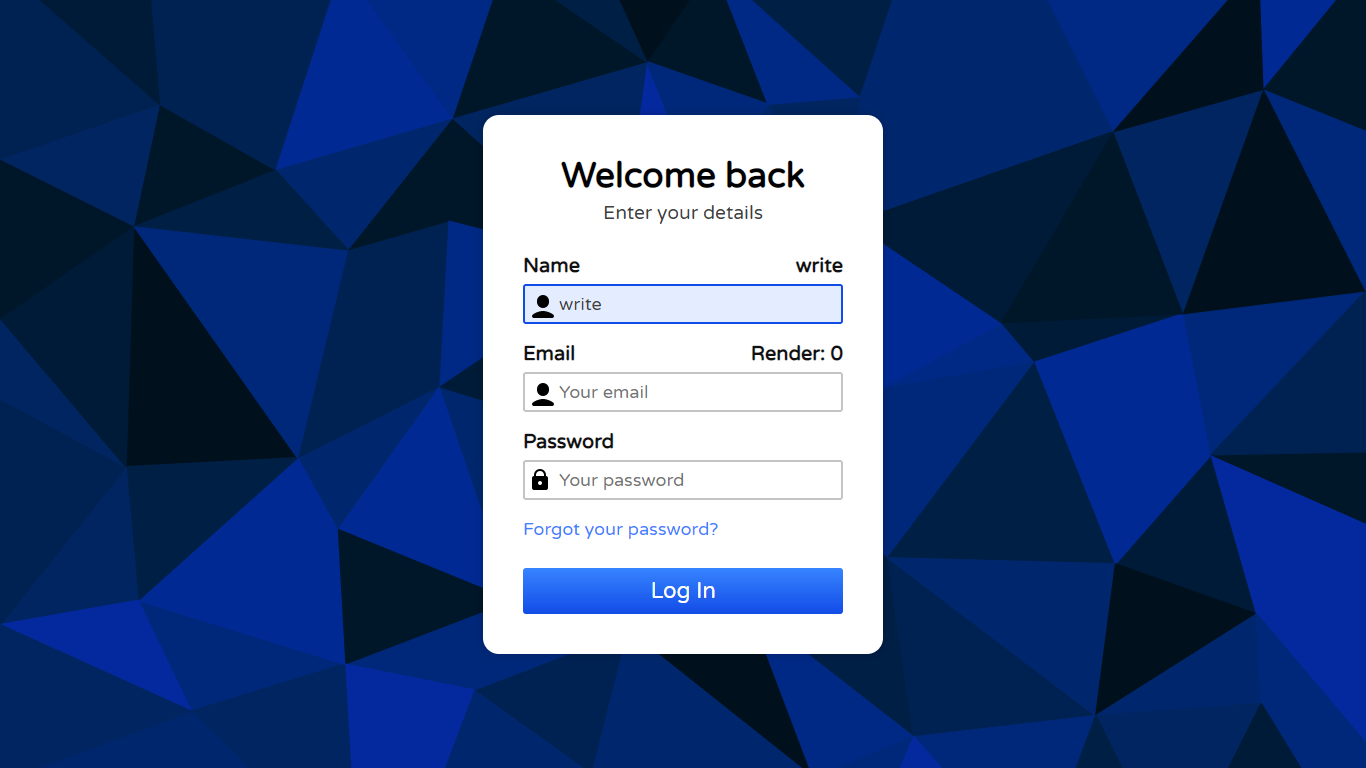 Welcome back
Enter your details
Name write
write
Email Render: 0
Your email
Password
Your password
Forgot your password?
Log In